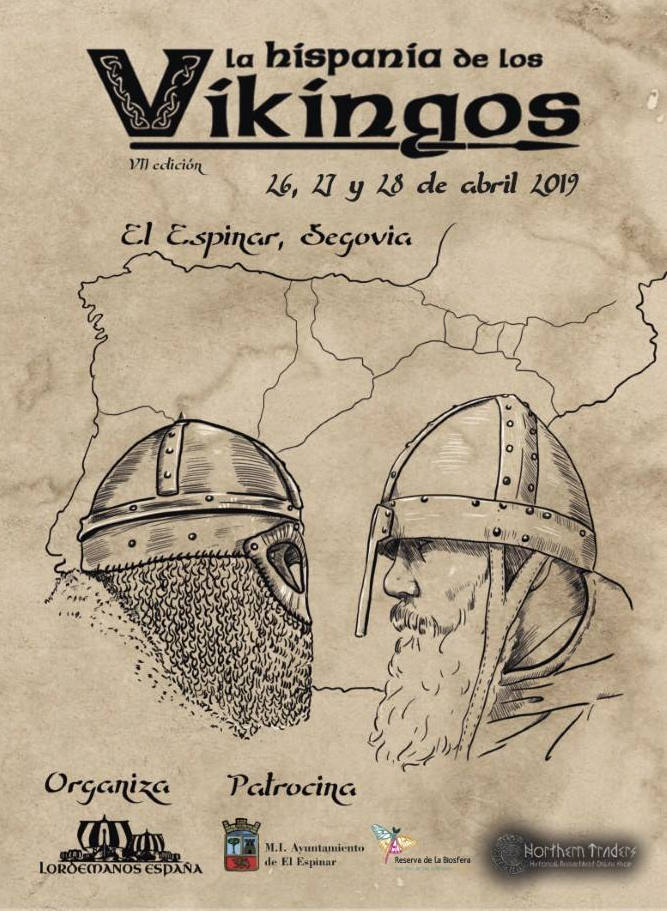 la hispania de los
Vikingos
VII edición
26, 27 y 28 de abril 2019
El Espinar, Segovia
Organiza
Patrocina
LORÐEMANOS ESPAÑA
M.I. Ayuntamiento
de El Espinar
Reserva de la Biosfera
Northern Traders